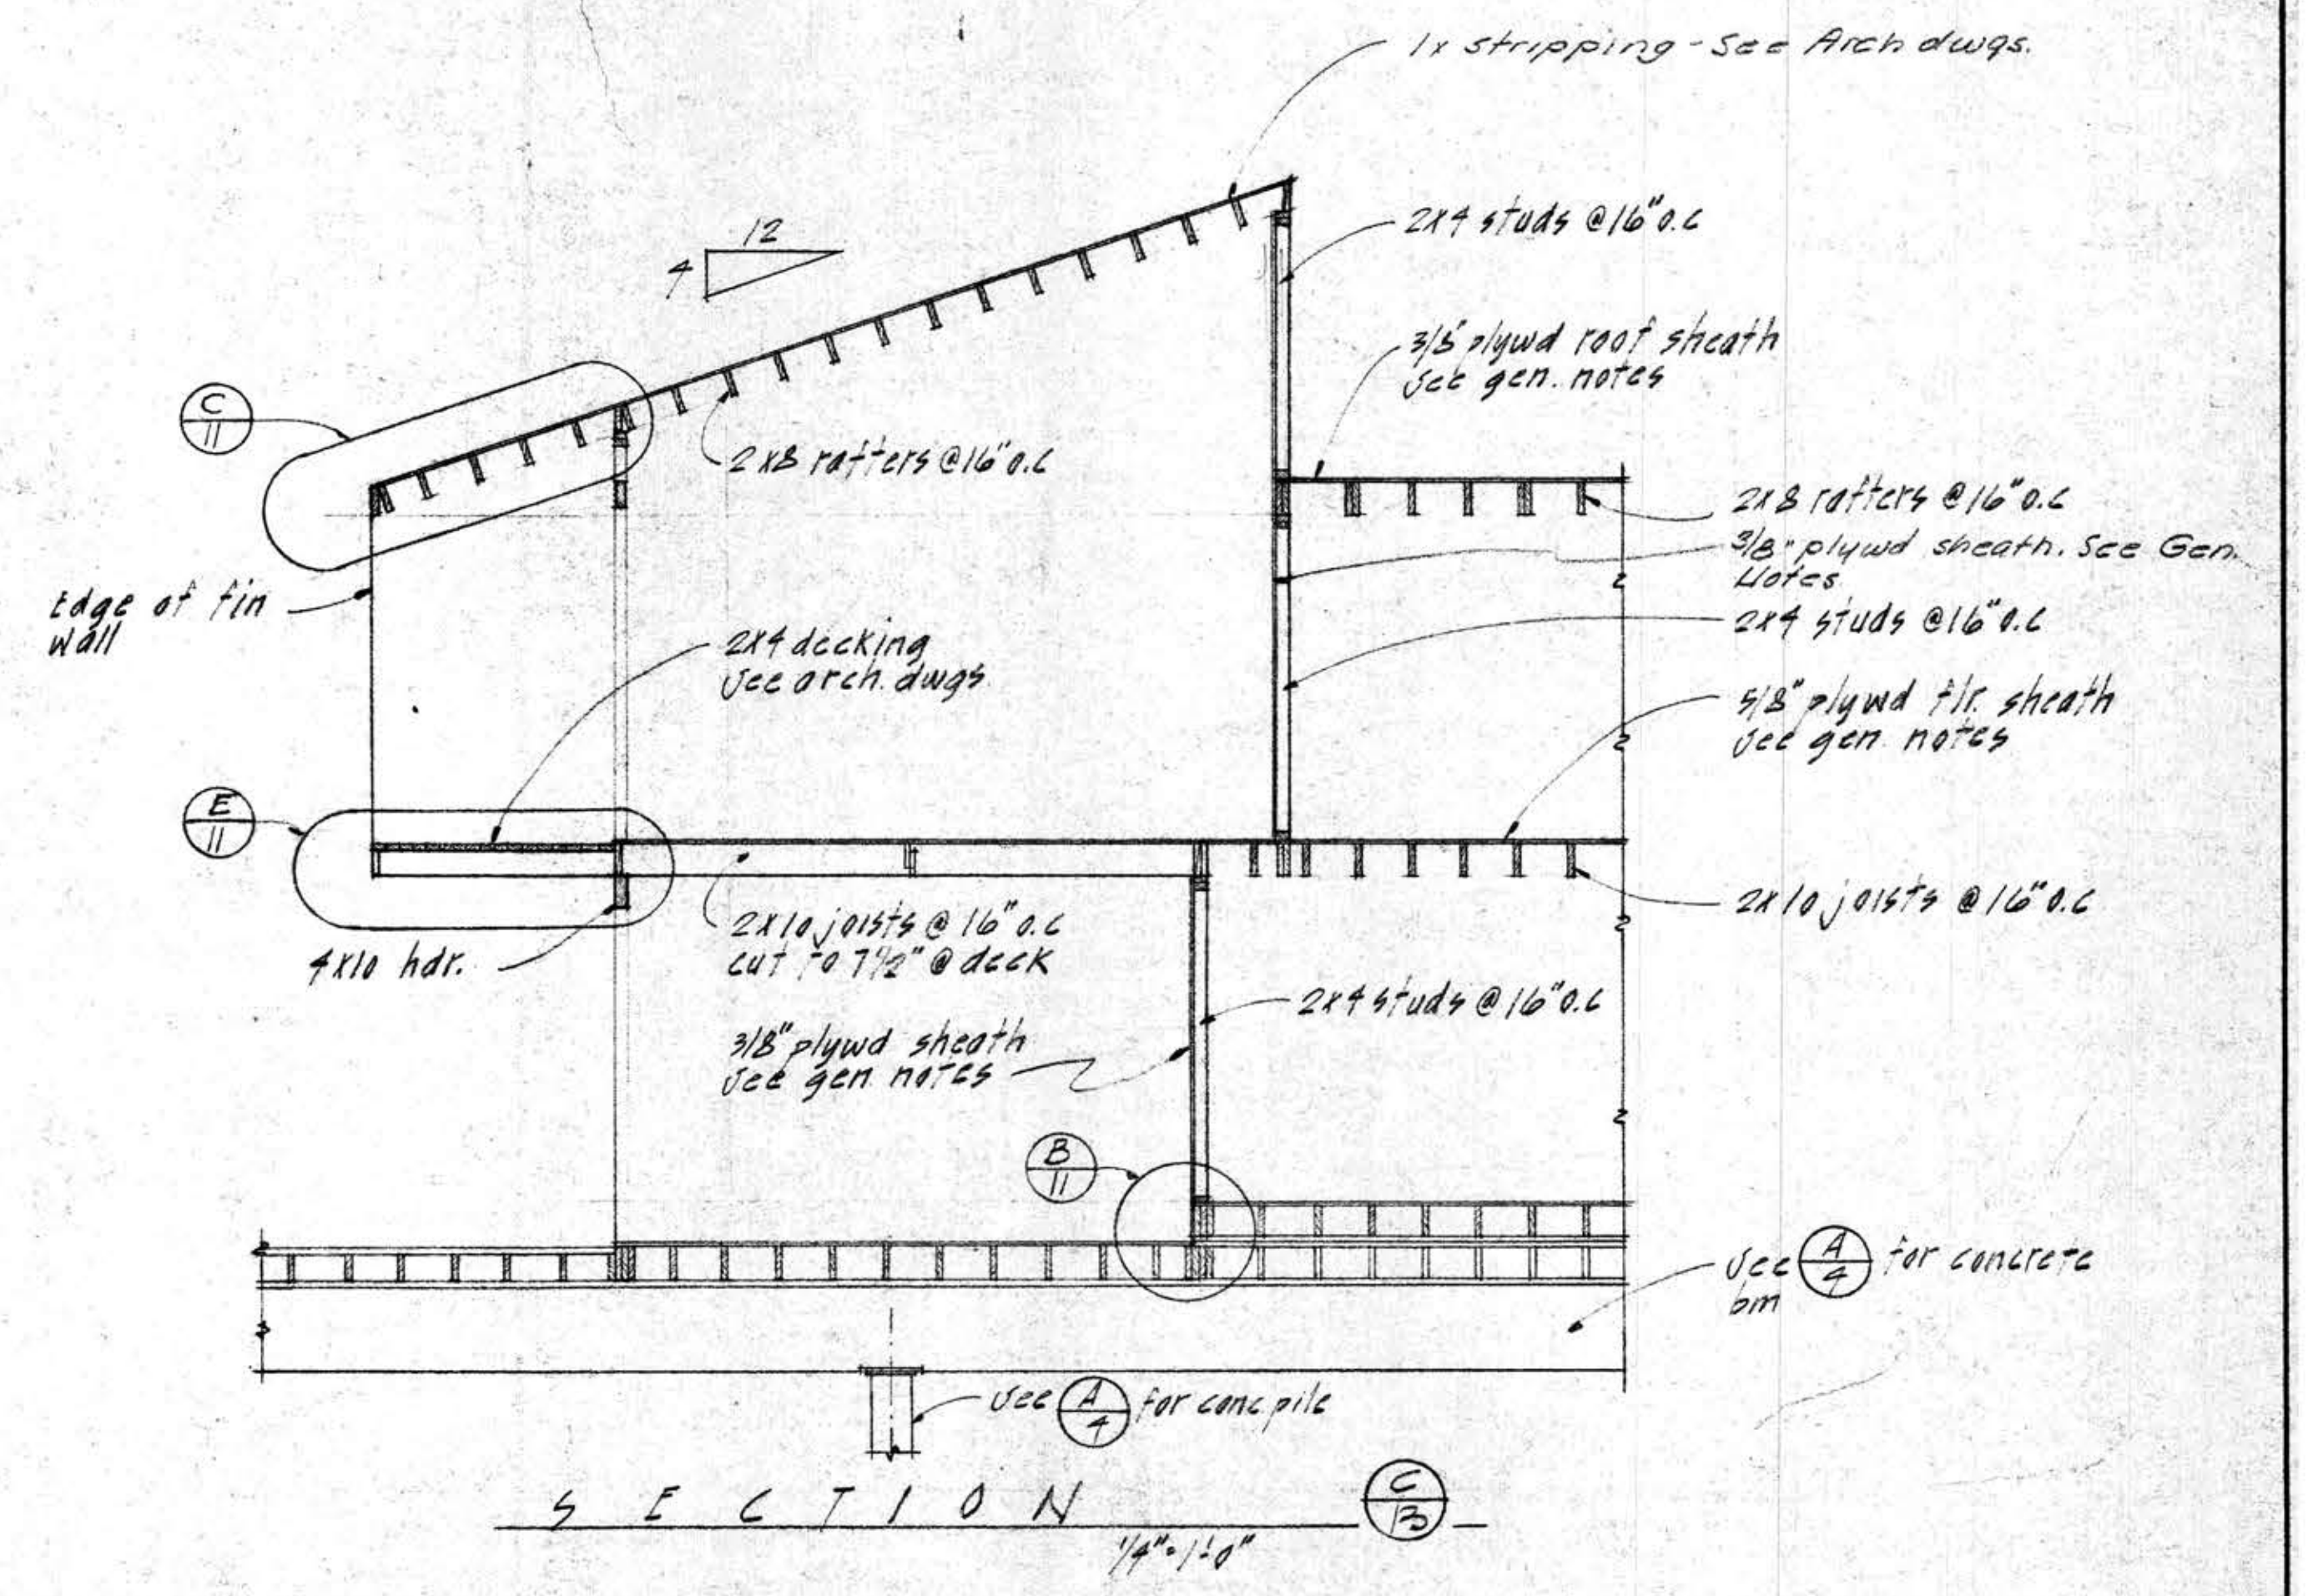 1x stripping - See Arch dwgs.
2x4 studs @16" o.c
12
4
3/8" plywd roof sheath
See gen. notes
C
11
2x8 rafters @16" o.c
2x8 rafters @16" o.c
3/8" plywd sheath. See Gen.
Notes
Edge of fin
wall
2x4 studs @16" o.c
2x4 decking
See arch. dwgs
5/8" plywd flr. sheath
See gen. notes
E
11
2x10 joists @16" o.c
4x10 hdr.
2x10 joists @ 16" o.c
cut to 7 1/2" @ deck
2x4 studs @ 16" o.c
3/8" plywd sheath
See gen. notes
B
11
See A/4 for concrete
bm
See A/4 for conc pile
SECTION
C
13
1/4"=1'-0"